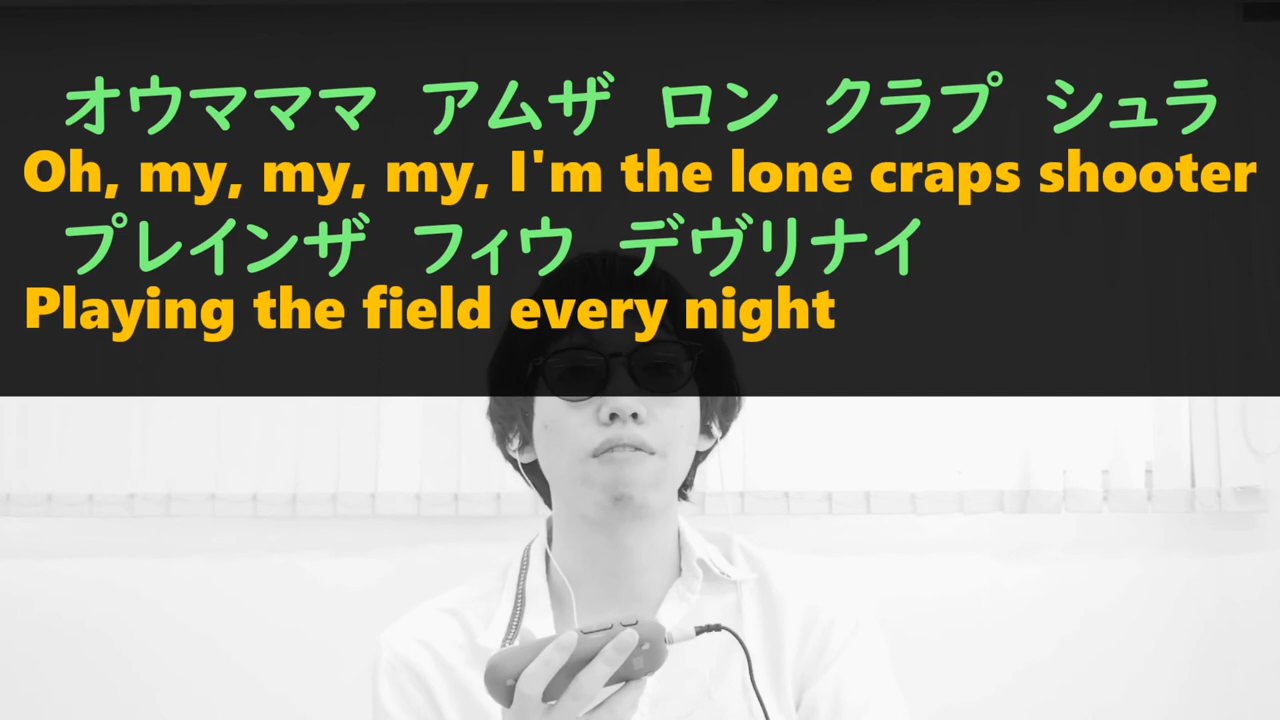 オウマママ アムザ ロン クラプ シュラ
Oh, my, my, my, I'm the lone craps shooter
プレインザ フィウ デヴリナイ
Playing the field every night